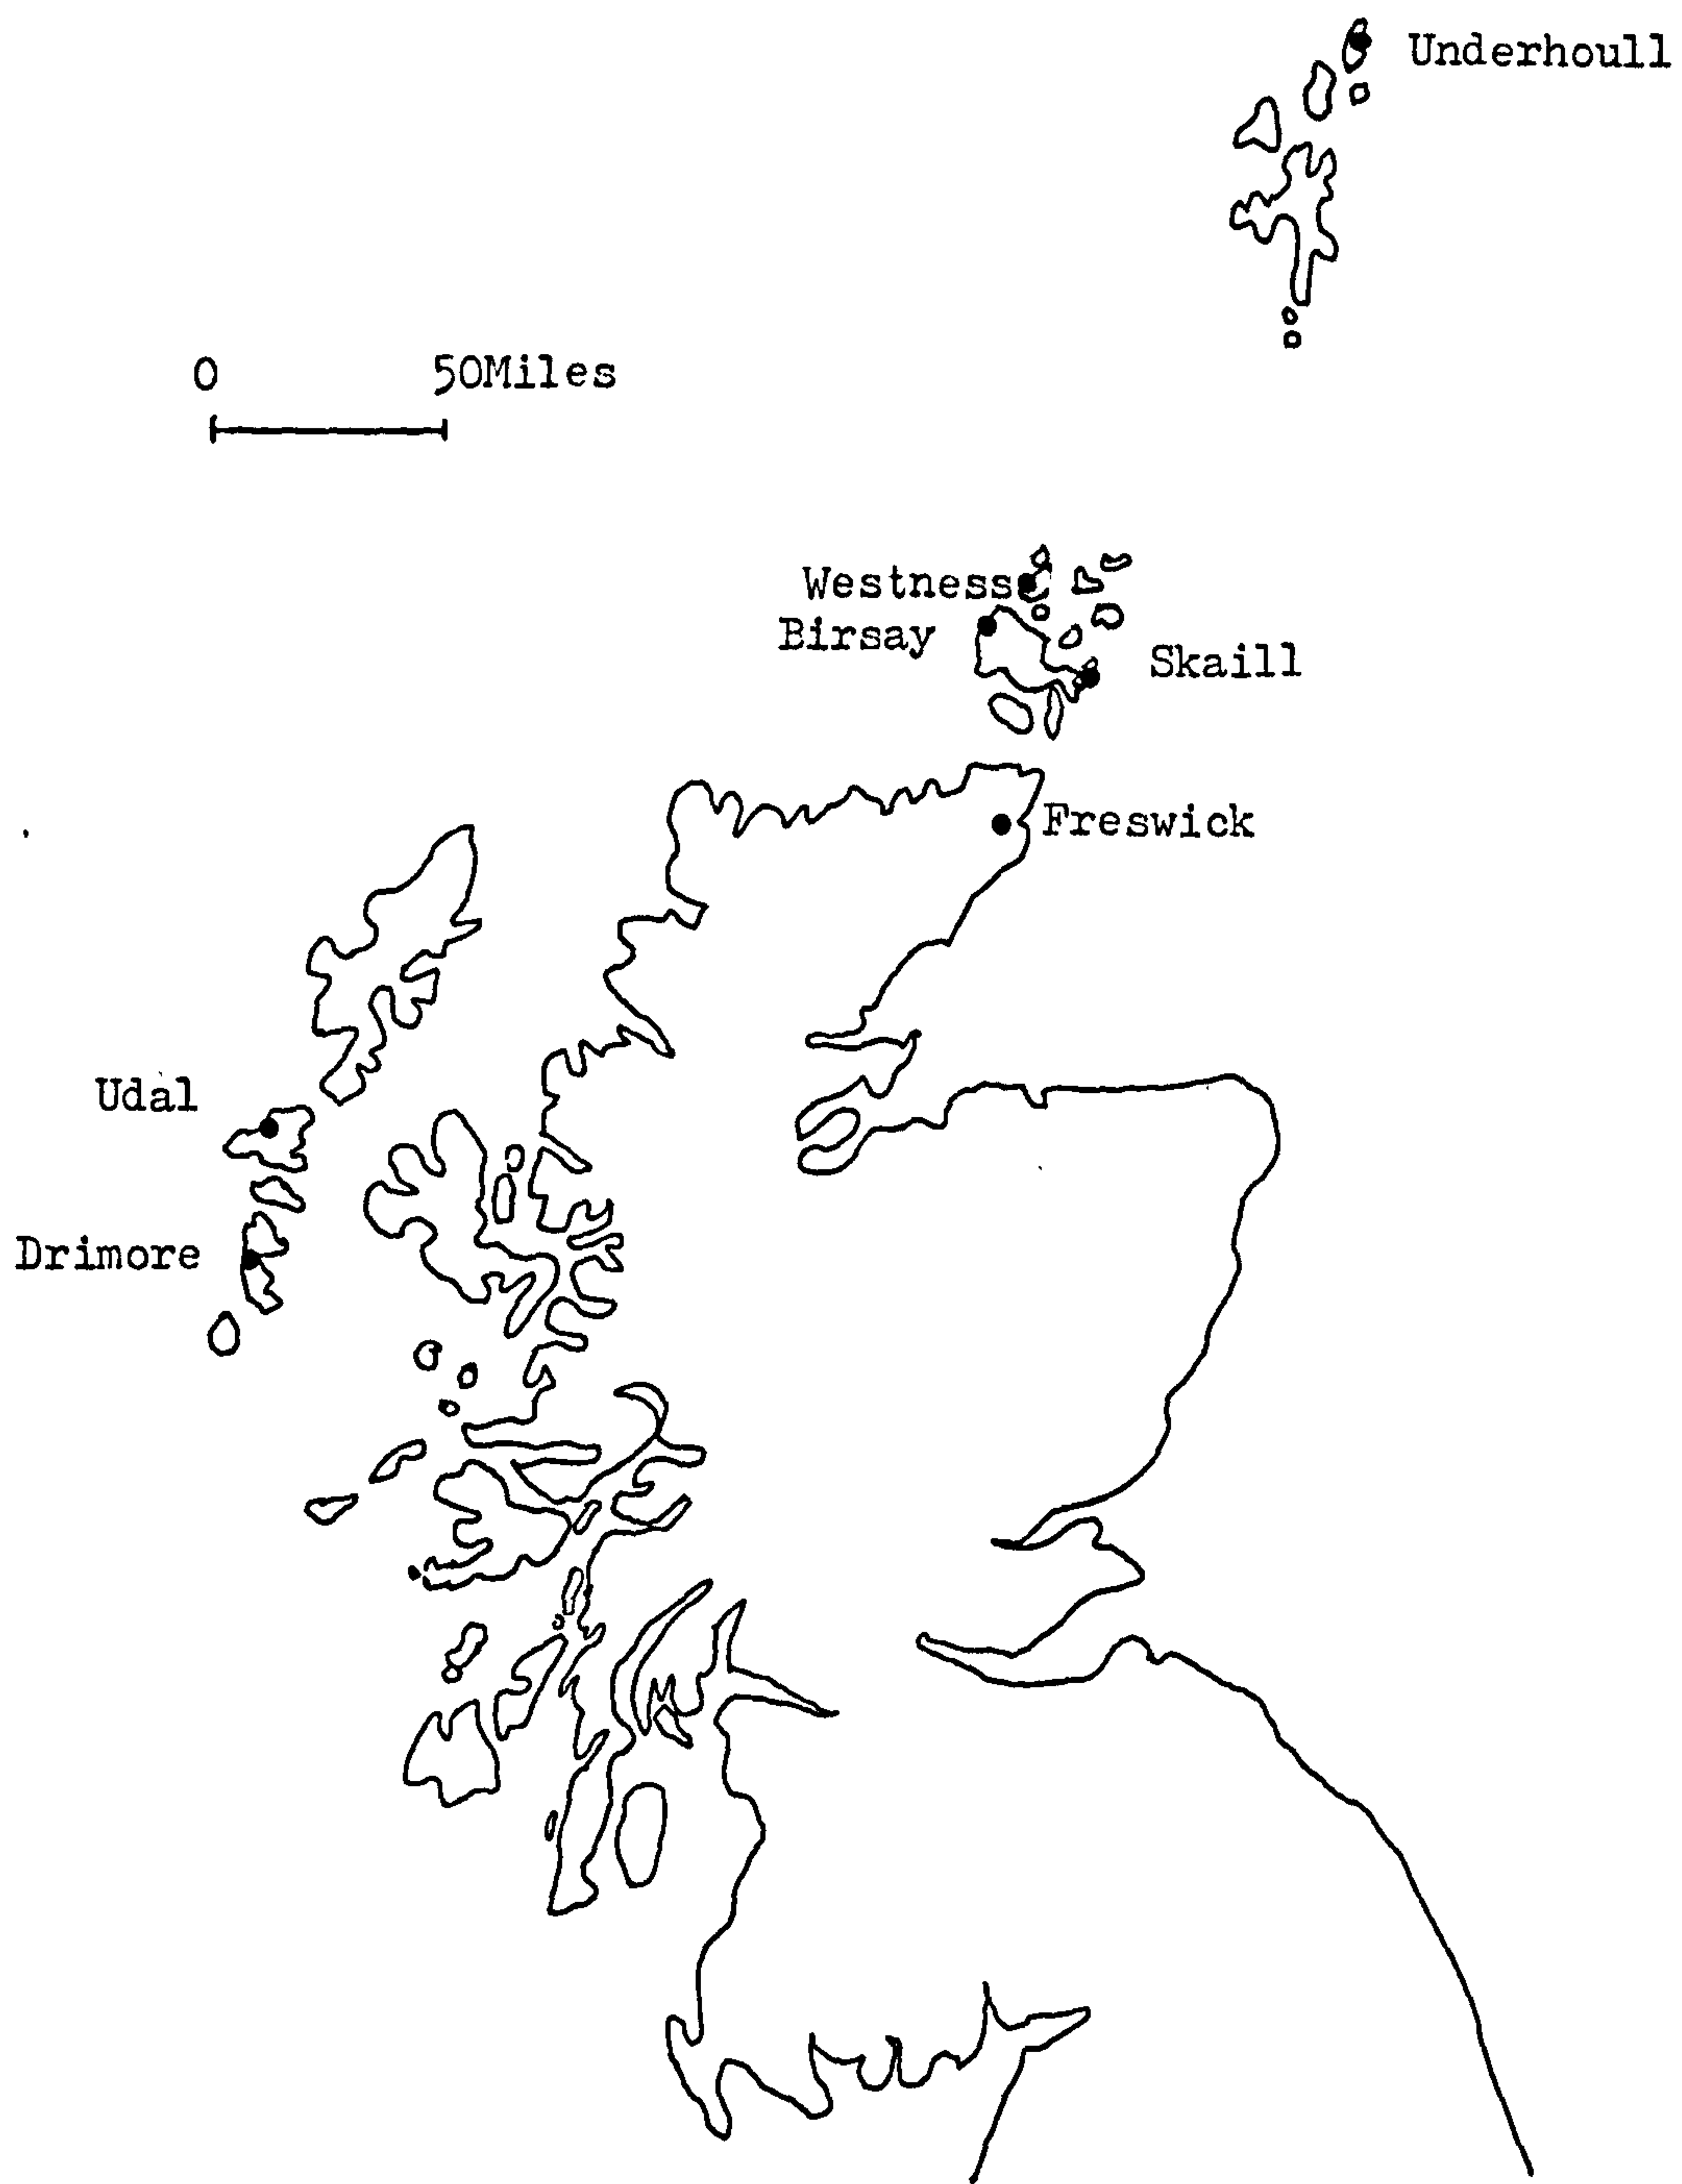 Underhoull
0 50Miles
Westness
Birsay
Skaill
Freswick
Udal
Drimore